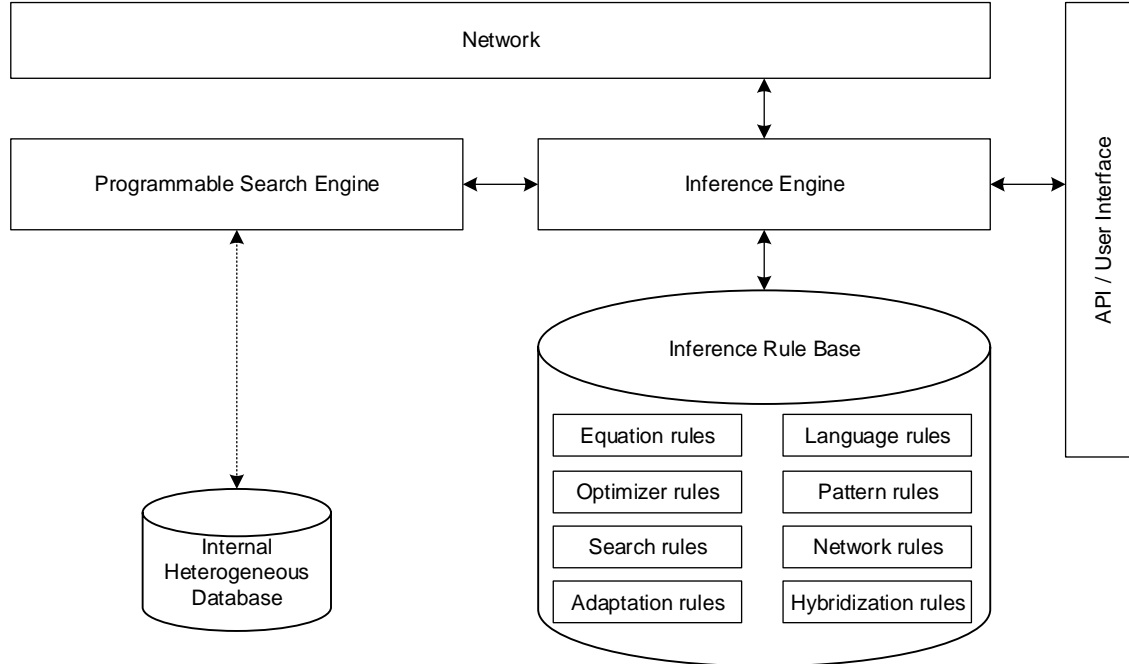 Network
Programmable Search Engine
Inference Engine
API / User Interface
Inference Rule Base
Equation rules
Language rules
Optimizer rules
Pattern rules
Search rules
Network rules
Adaptation rules
Hybridization rules
Internal
Heterogeneous
Database